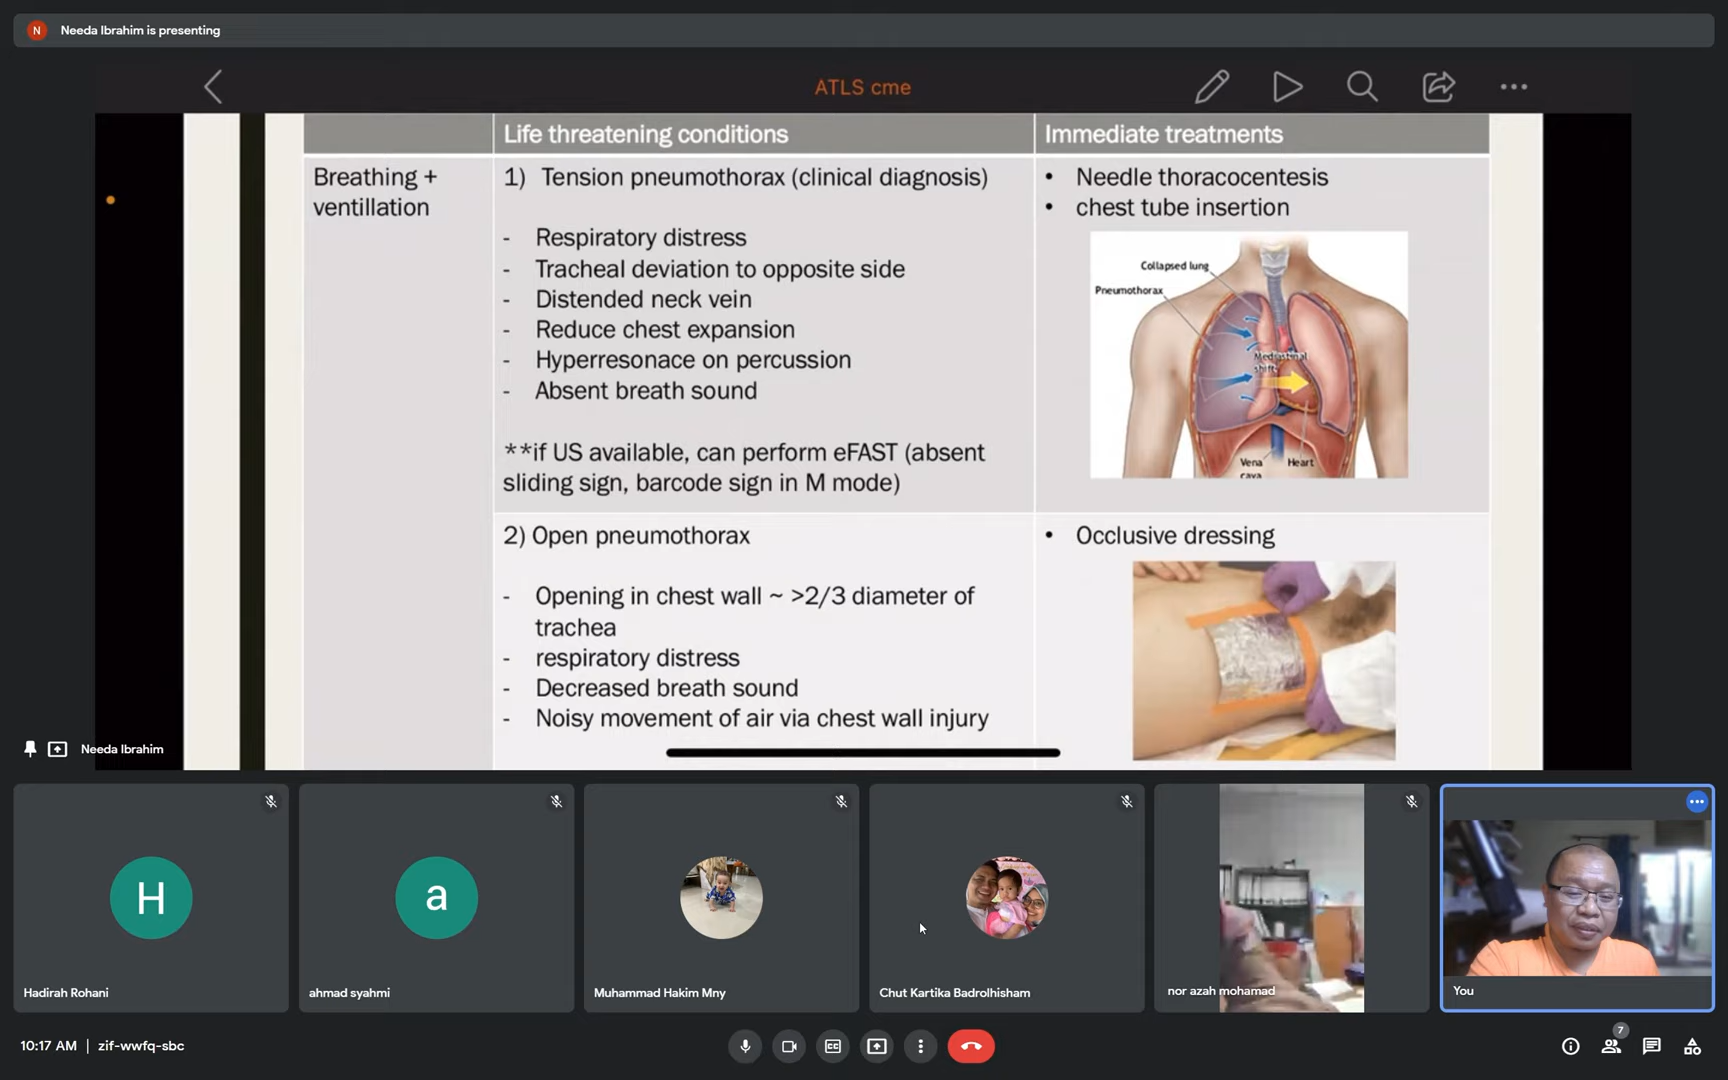 N
Needa Ibrahim is presenting
ATLS cme
Life threatening conditions
Immediate treatments
Breathing +
ventillation
1) Tension pneumothorax (clinical diagnosis)
- Respiratory distress
- Tracheal deviation to opposite side
- Distended neck vein
- Reduce chest expansion
- Hyperresonace on percussion
- Absent breath sound
**if US available, can perform eFAST (absent
sliding sign, barcode sign in M mode)
• Needle thoracocentesis
• chest tube insertion
Collapsed lung
Pneumothorax
Mediastinal
shift
Vena
cava
Heart
2) Open pneumothorax
- Opening in chest wall ~ >2/3 diameter of
trachea
- respiratory distress
- Decreased breath sound
- Noisy movement of air via chest wall injury
• Occlusive dressing
Needa Ibrahim
H
Hadirah Rohani
a
ahmad syahmi
Muhammad Hakim Mny
Chut Kartika Badrolhisham
nor azah mohamad
You
10:17 AM | zif-wwfq-sbc
CC
7